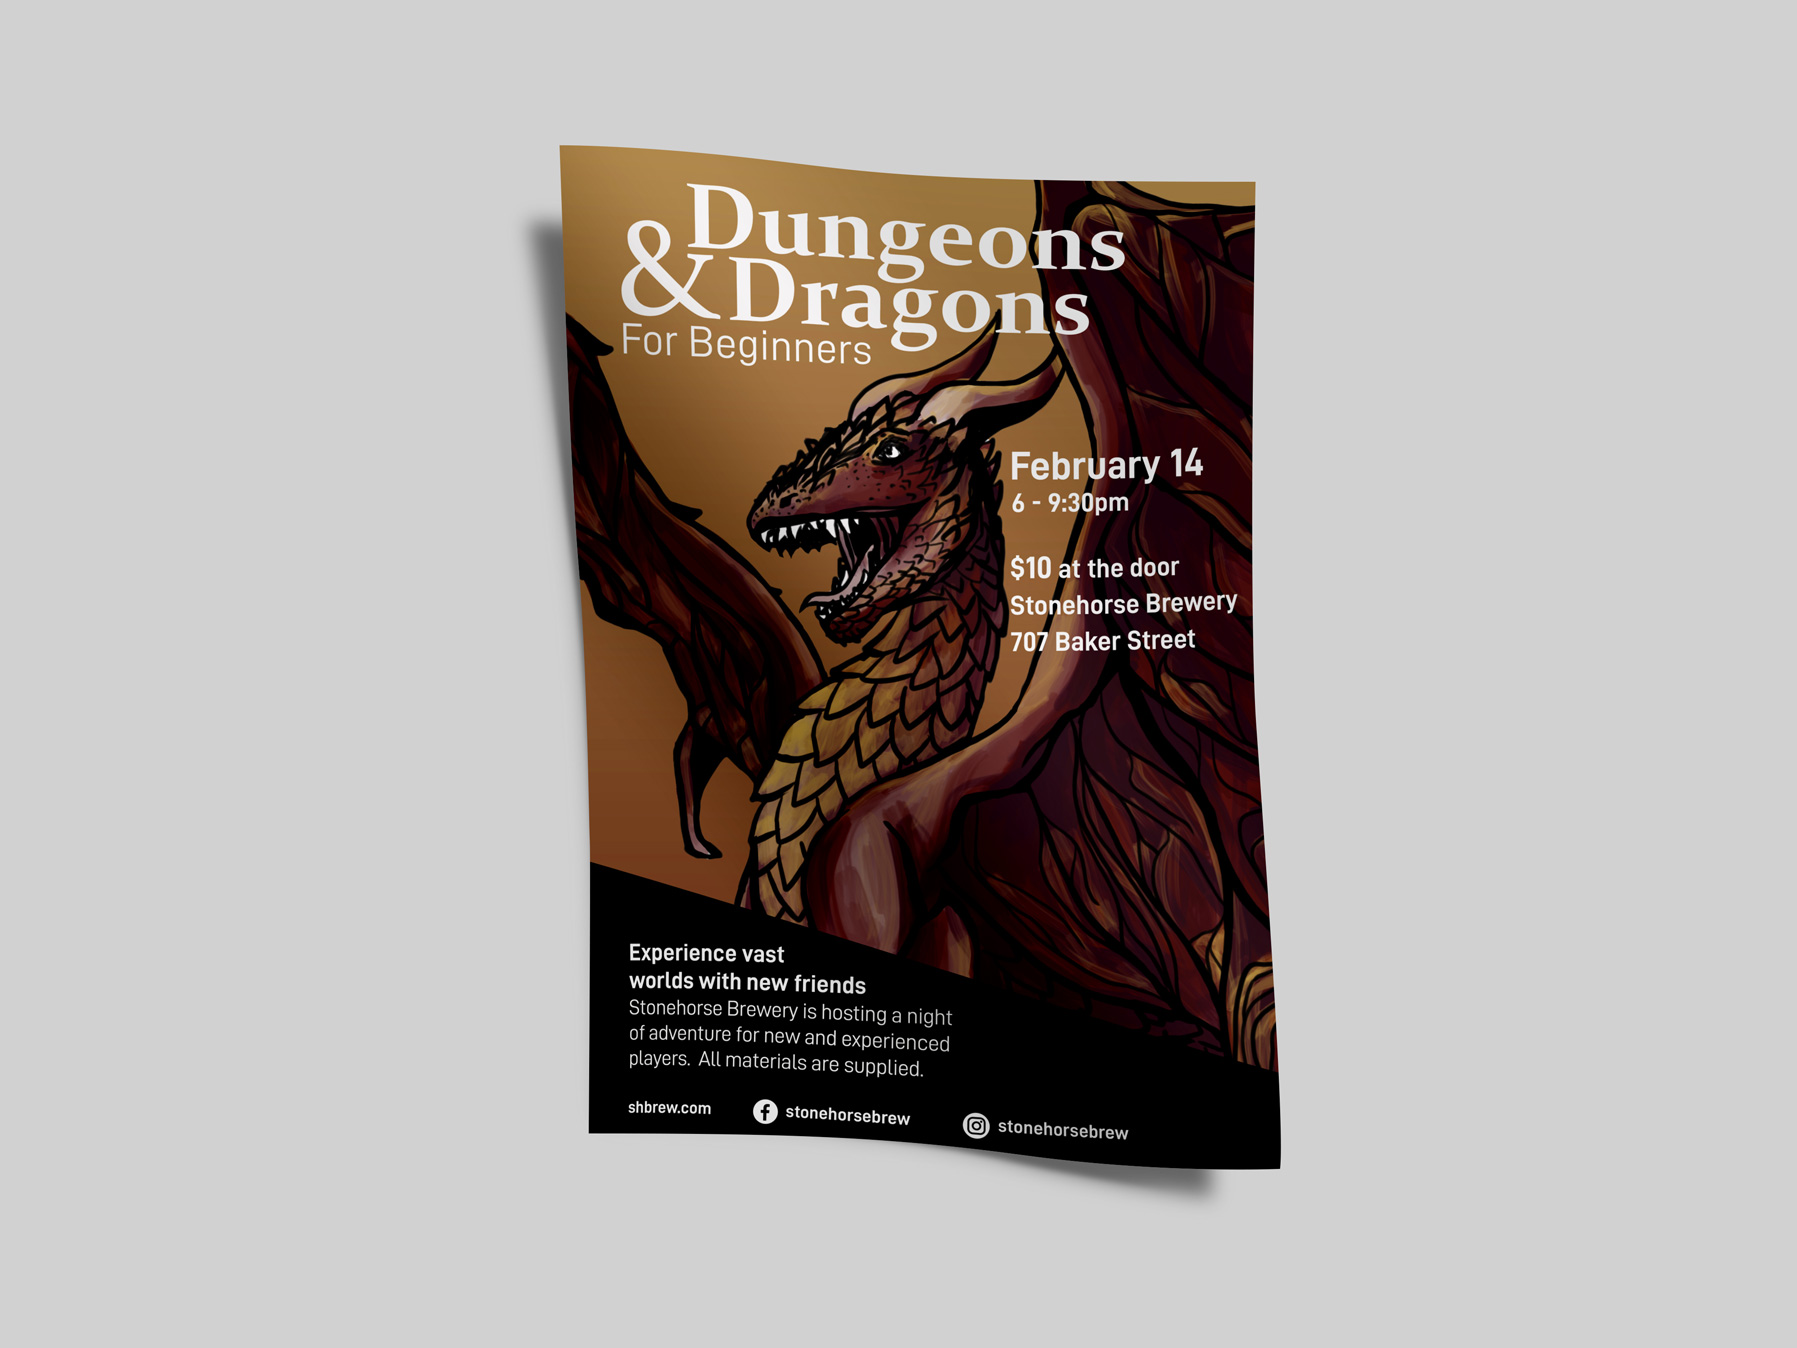 Dungeons
& Dragons
For Beginners
February 14
6 - 9:30pm
$10 at the door
Stonehorse Brewery
707 Baker Street
Experience vast
worlds with new friends
Stonehorse Brewery is hosting a night
of adventure for new and experienced
players.  All materials are supplied.
shbrew.com
stonehorsebrew
stonehorsebrew